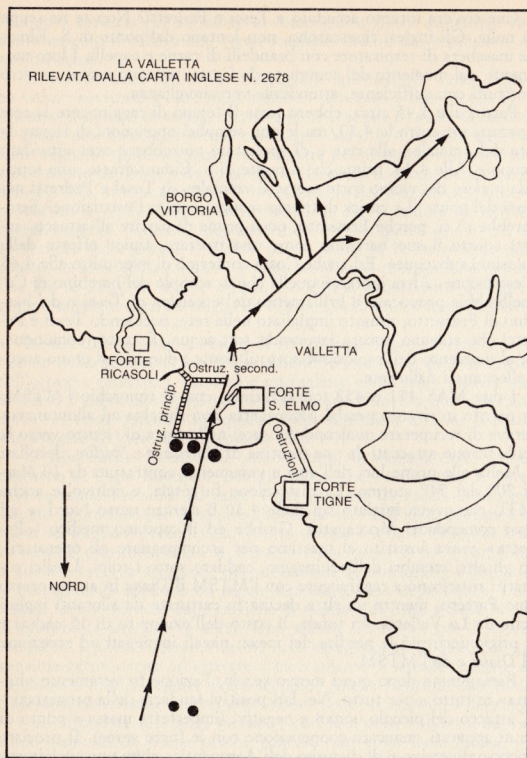 LA VALLETTA
RILEVATA DALLA CARTA INGLESE N. 2678
BORGO
VITTORIA
VALLETTA
FORTE
RICASOLI
Ostruz. second.
Ostruz. princip.
FORTE
S. ELMO
Ostruzioni
FORTE
TIGNE
NORD